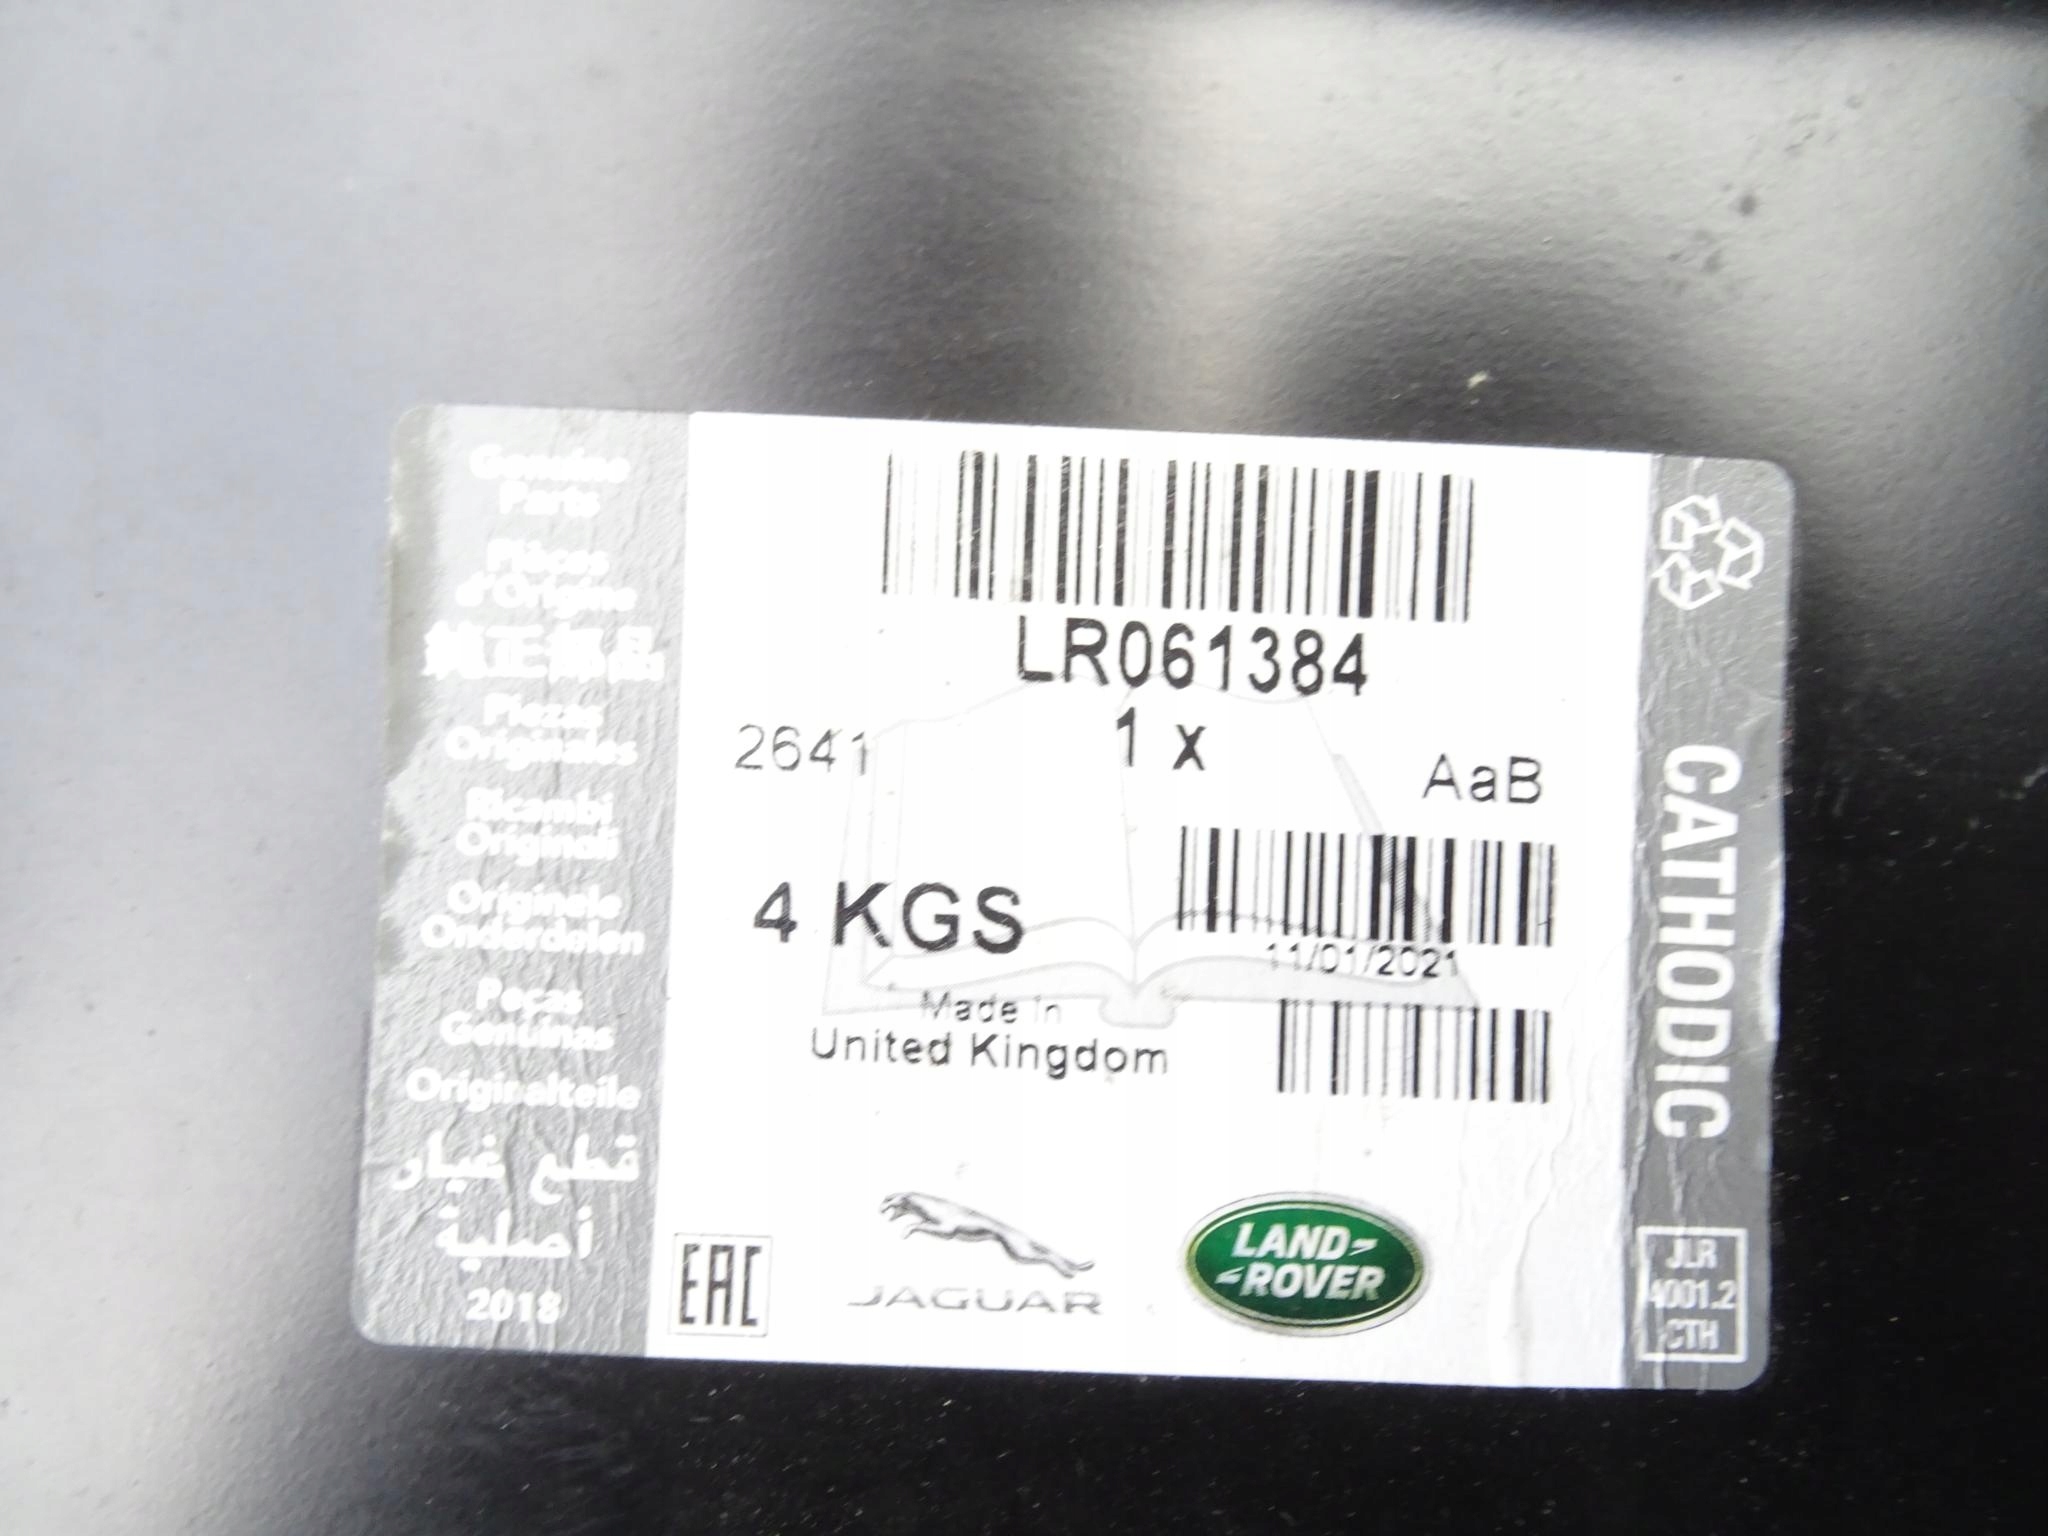 Genuine
Parts
Pièces
d'Origine
純正部品
Piezas
Originales
Ricambi
Originali
Originele
Onderdelen
Peças
Genuínas
Originalteile
قطع غيار
أصلية
2018
LR061384
1 x
2641
AaB
4 KGS
11/01/2021
Made in
United Kingdom
EAC
JAGUAR
LAND-
-ROVER
CATHODIC
JLR
4001.2
CTH